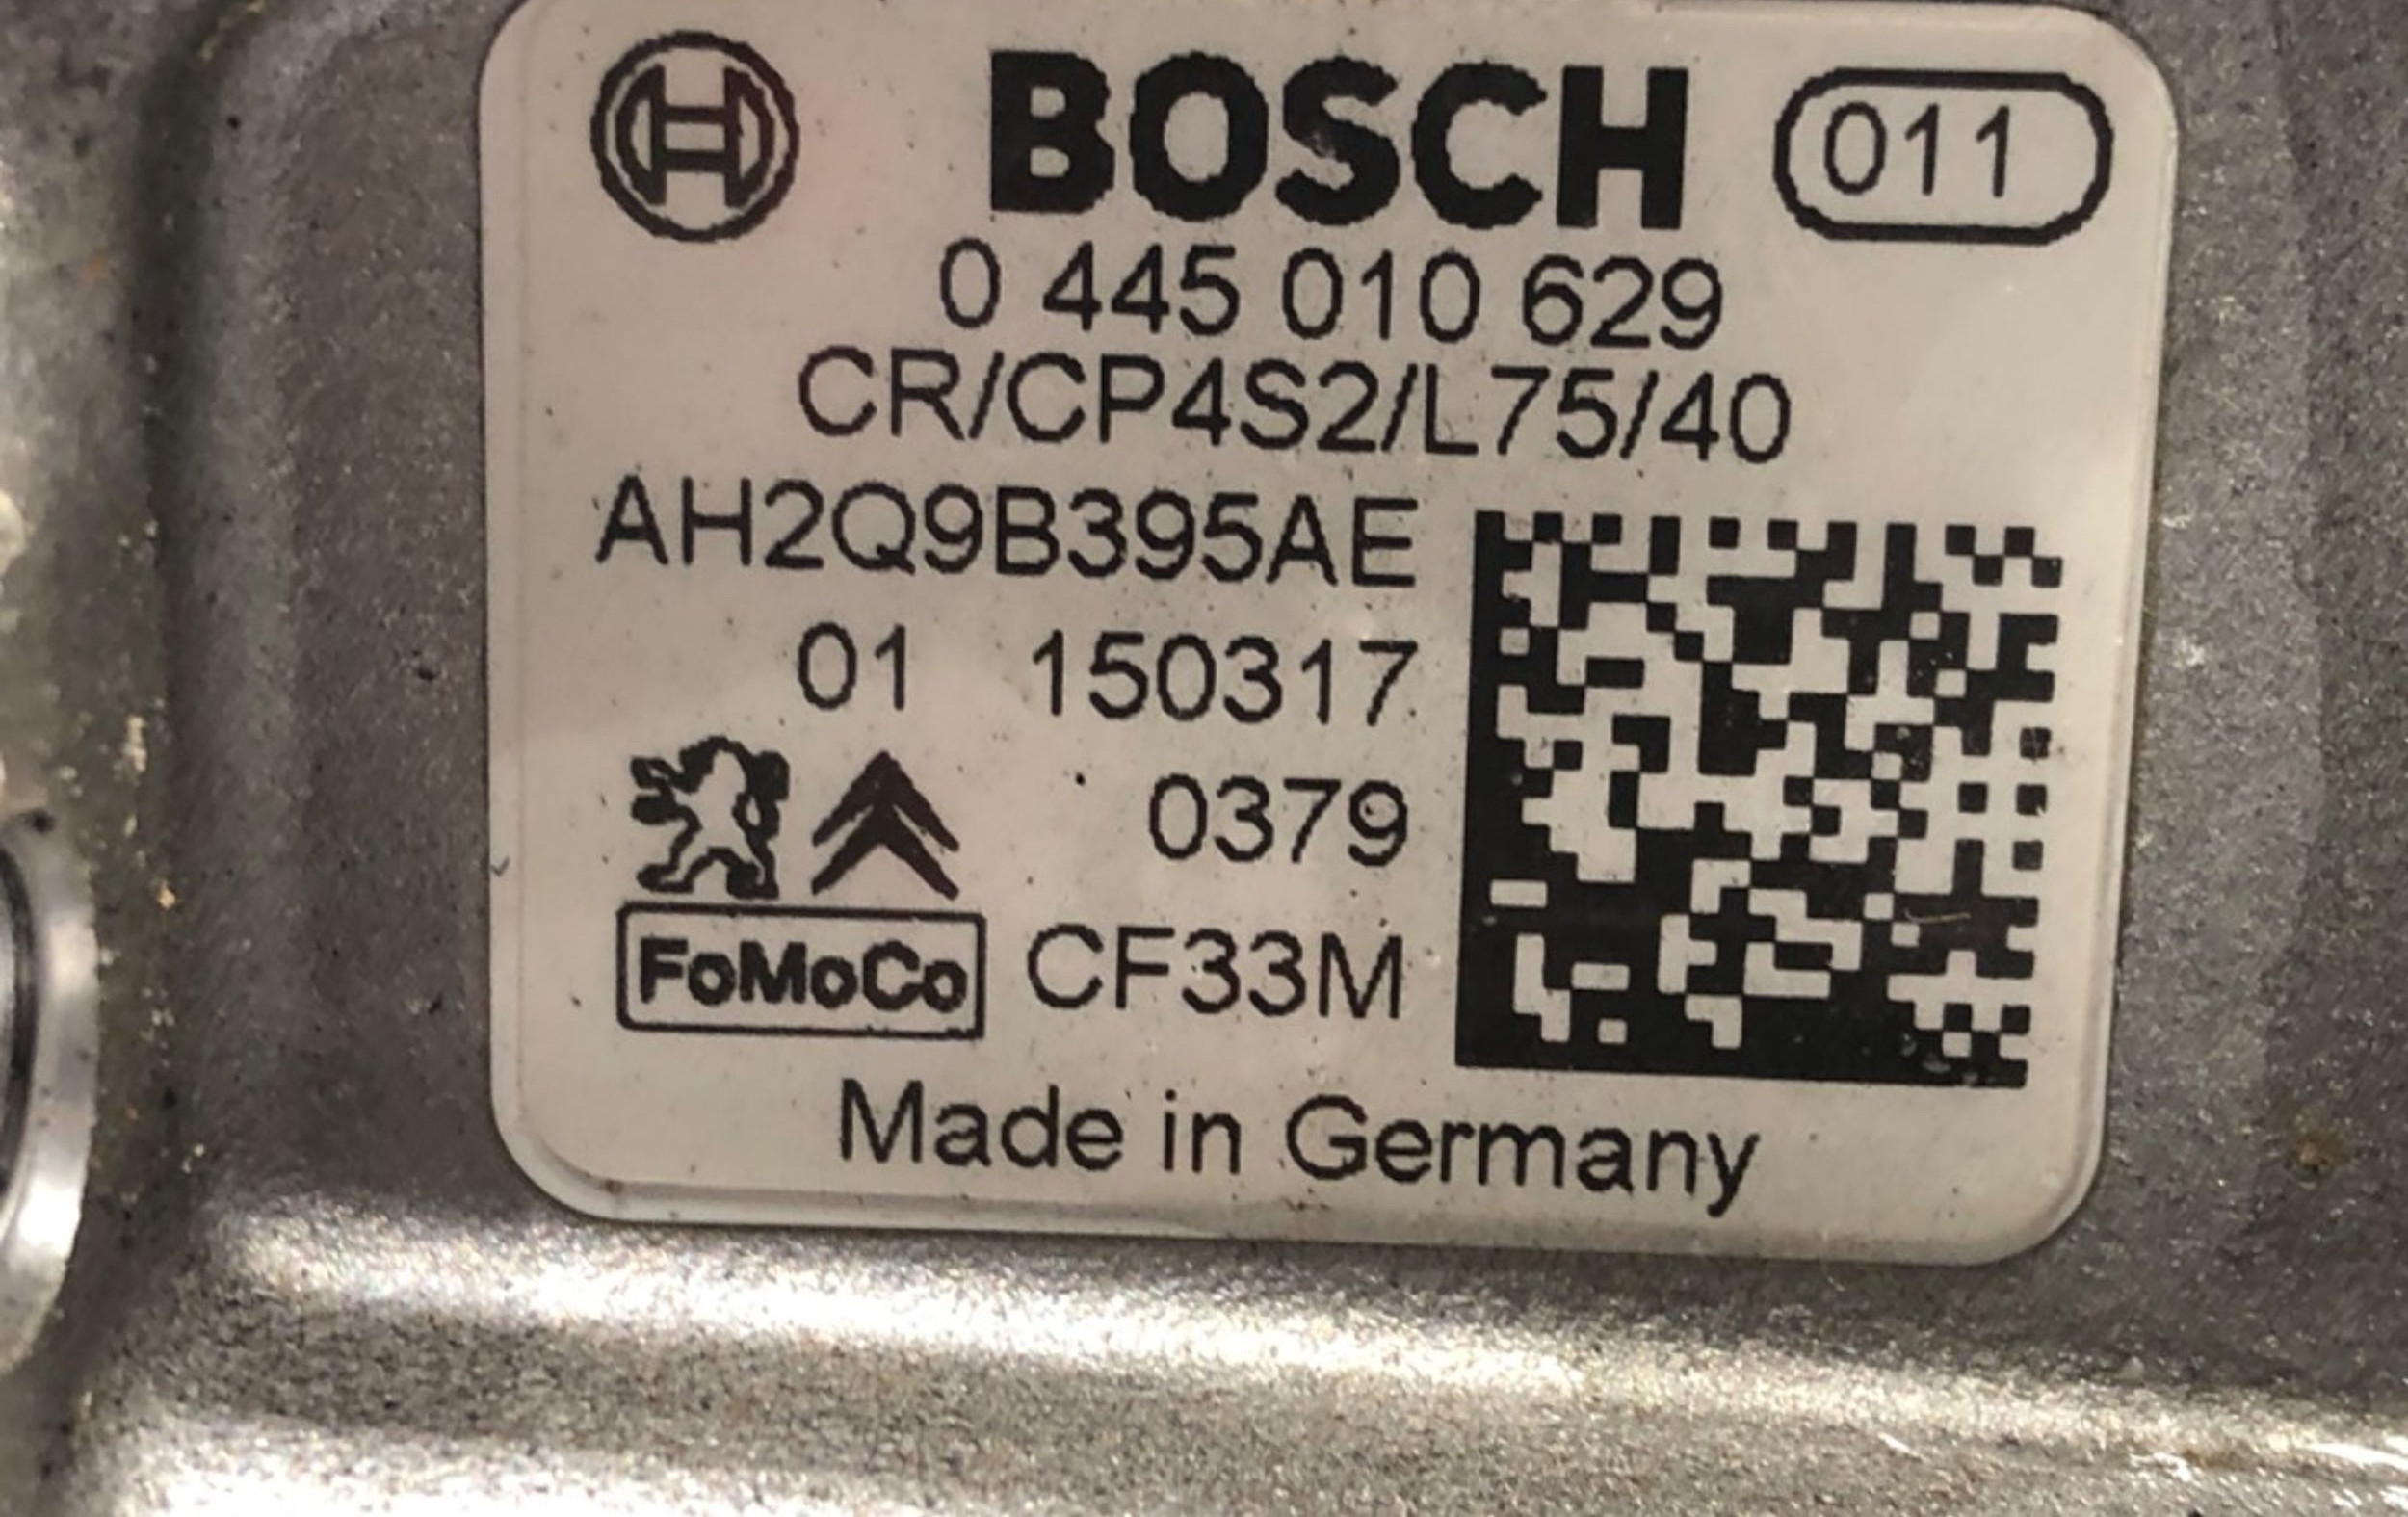 BOSCH 011
0 445 010 629
CR/CP4S2/L75/40
AH2Q9B395AE
01 150317
0379
FoMoCo CF33M
Made in Germany